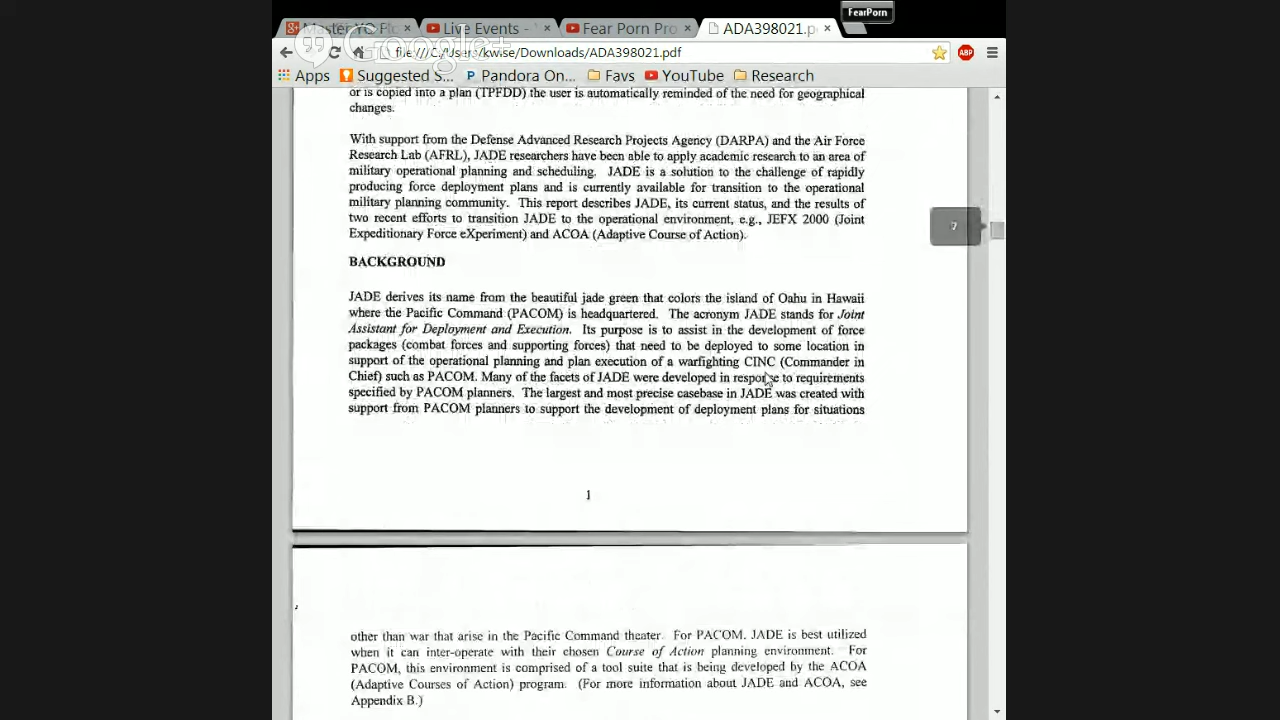 FearPorn
Master YO Fl
Live Events -
Fear Porn Pro
ADA398021.p
Google+
file:///C:/Users/kwise/Downloads/ADA398021.pdf
ABP
Apps
Suggested S...
Pandora On...
Favs
YouTube
Research
or is copied into a plan (TPFDD) the user is automatically reminded of the need for geographical
changes.
With support from the Defense Advanced Research Projects Agency (DARPA) and the Air Force
Research Lab (AFRL), JADE researchers have been able to apply academic research to an area of
military operational planning and scheduling. JADE is a solution to the challenge of rapidly
producing force deployment plans and is currently available for transition to the operational
military planning community. This report describes JADE, its current status, and the results of
two recent efforts to transition JADE to the operational environment, e.g., JEFX 2000 (Joint
Expeditionary Force eXperiment) and ACOA (Adaptive Course of Action).
7
BACKGROUND
JADE derives its name from the beautiful jade green that colors the island of Oahu in Hawaii
where the Pacific Command (PACOM) is headquartered. The acronym JADE stands for Joint
Assistant for Deployment and Execution. Its purpose is to assist in the development of force
packages (combat forces and supporting forces) that need to be deployed to some location in
support of the operational planning and plan execution of a warfighting CINC (Commander in
Chief) such as PACOM. Many of the facets of JADE were developed in response to requirements
specified by PACOM planners. The largest and most precise casebase in JADE was created with
support from PACOM planners to support the development of deployment plans for situations
1
other than war that arise in the Pacific Command theater. For PACOM, JADE is best utilized
when it can inter-operate with their chosen Course of Action planning environment. For
PACOM, this environment is comprised of a tool suite that is being developed by the ACOA
(Adaptive Courses of Action) program. (For more information about JADE and ACOA, see
Appendix B.)